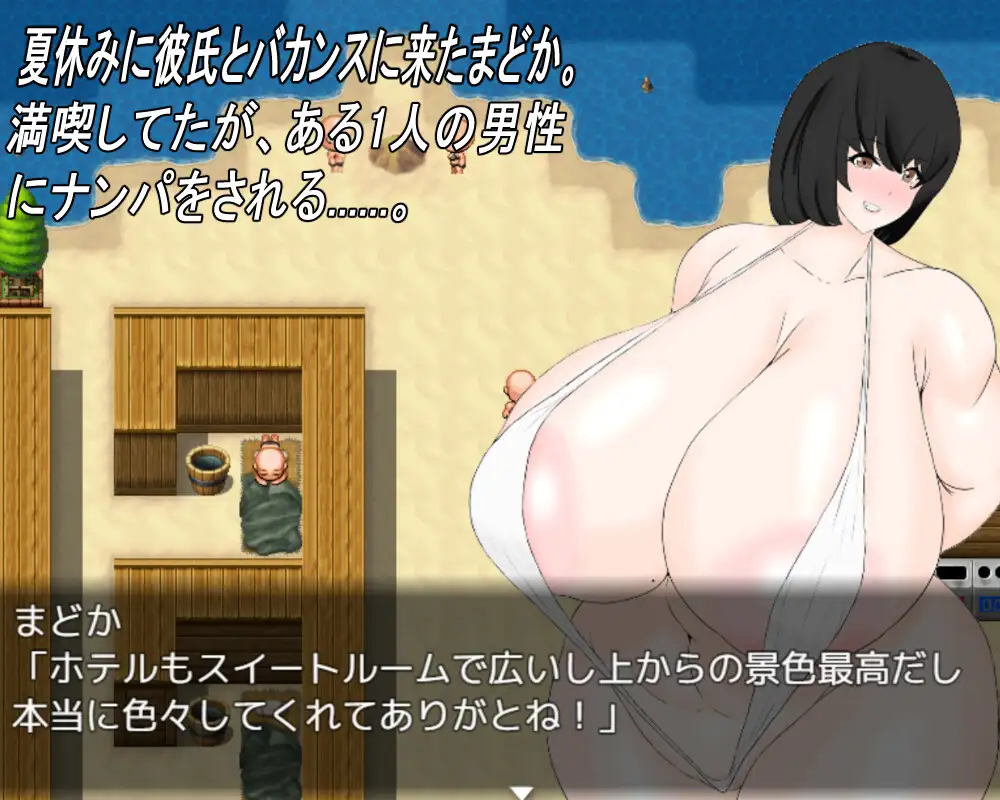 夏休みに彼氏とバカンスに来たまどか。
満喫してたが、ある1人の男性
にナンパをされる……。
まどか
「ホテルもスイートルームで広いし上からの景色最高だし
本当に色々してくれてありがとね！」